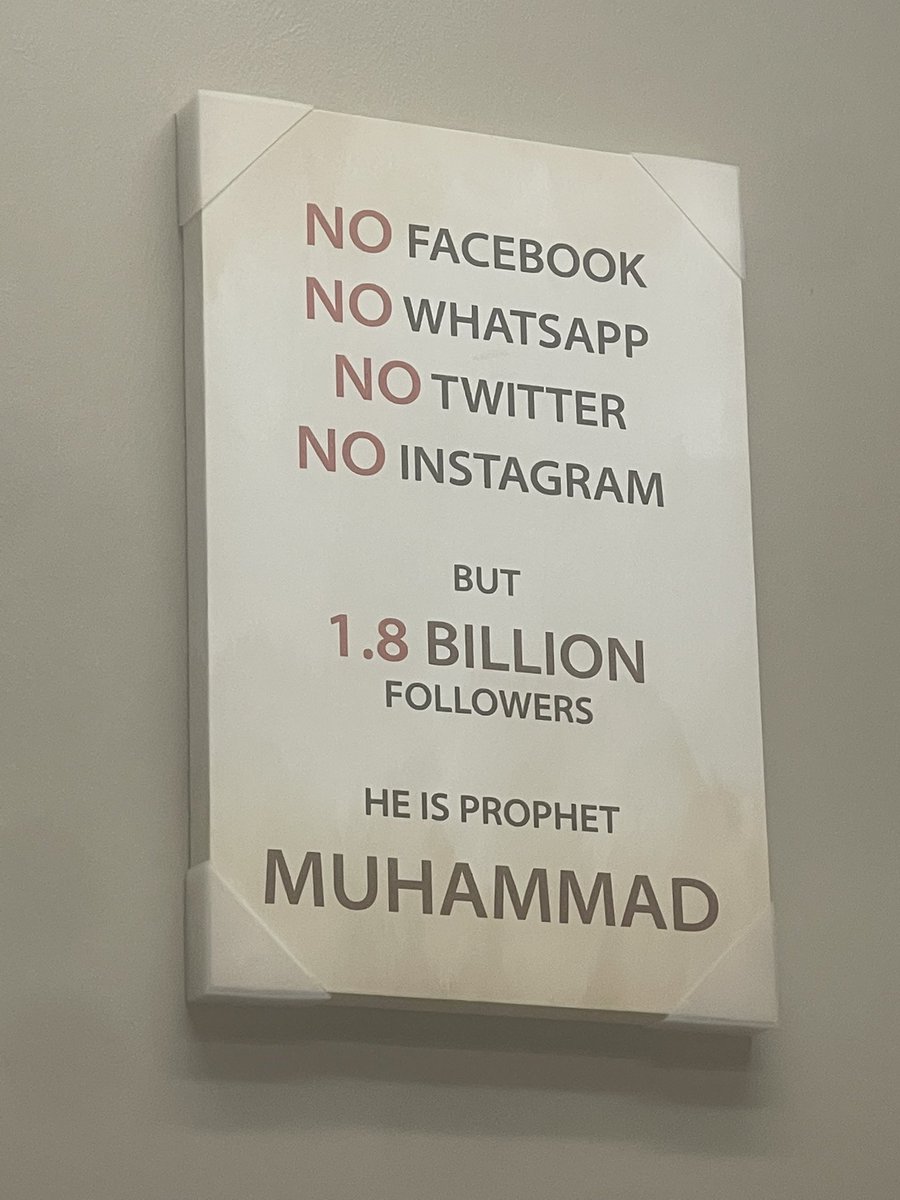 NO FACEBOOK
NO WHATSAPP
NO TWITTER
NO INSTAGRAM
BUT
1.8 BILLION
FOLLOWERS
HE IS PROPHET
MUHAMMAD